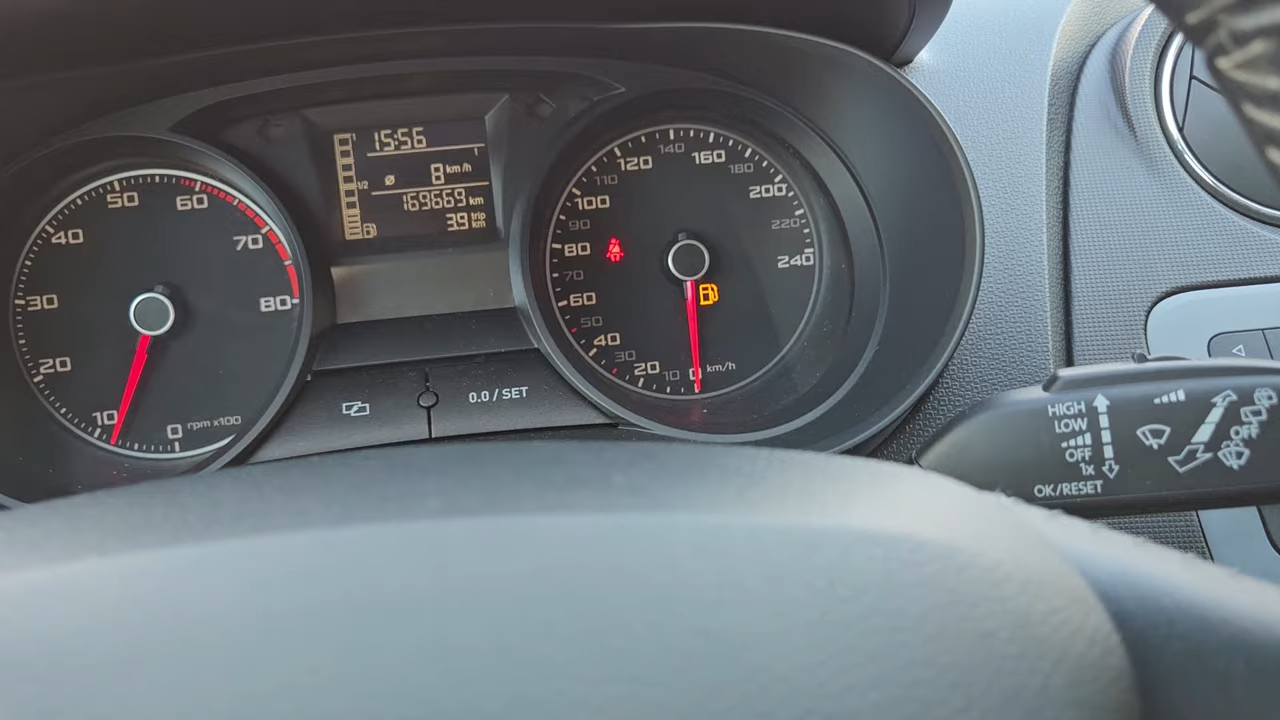 15:56
Ø 8 km/h
169669 km
3.9 trip km
1/2
0 10 20 30 40 50 60 70 80
rpm x100
0 10 20 30 40 50 60 70 80 90 100 110 120 140 160 180 200 220 240
km/h
0.0 / SET
HIGH
LOW
OFF
1x
OK/RESET